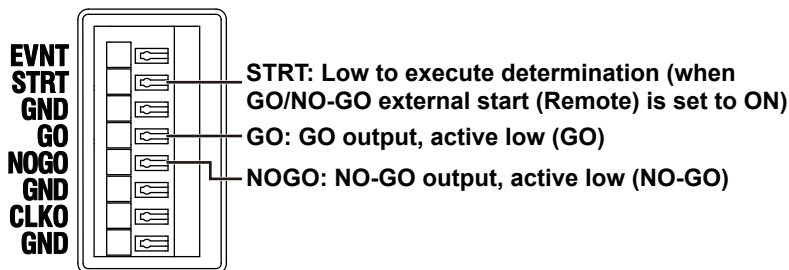 EVNT
STRT
GND
GO
NOGO
GND
CLKO
GND
STRT: Low to execute determination (when
GO/NO-GO external start (Remote) is set to ON)
GO: GO output, active low (GO)
NOGO: NO-GO output, active low (NO-GO)